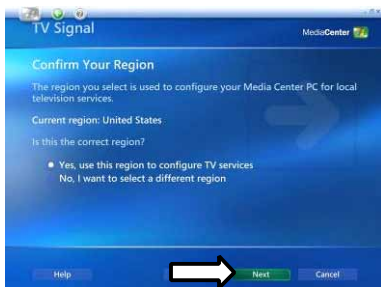 TV Signal
MediaCenter
Confirm Your Region
The region you select is used to configure your Media Center PC for local
television services.
Current region: United States
Is this the correct region?
Yes, use this region to configure TV services
No, I want to select a different region
Help
Next
Cancel